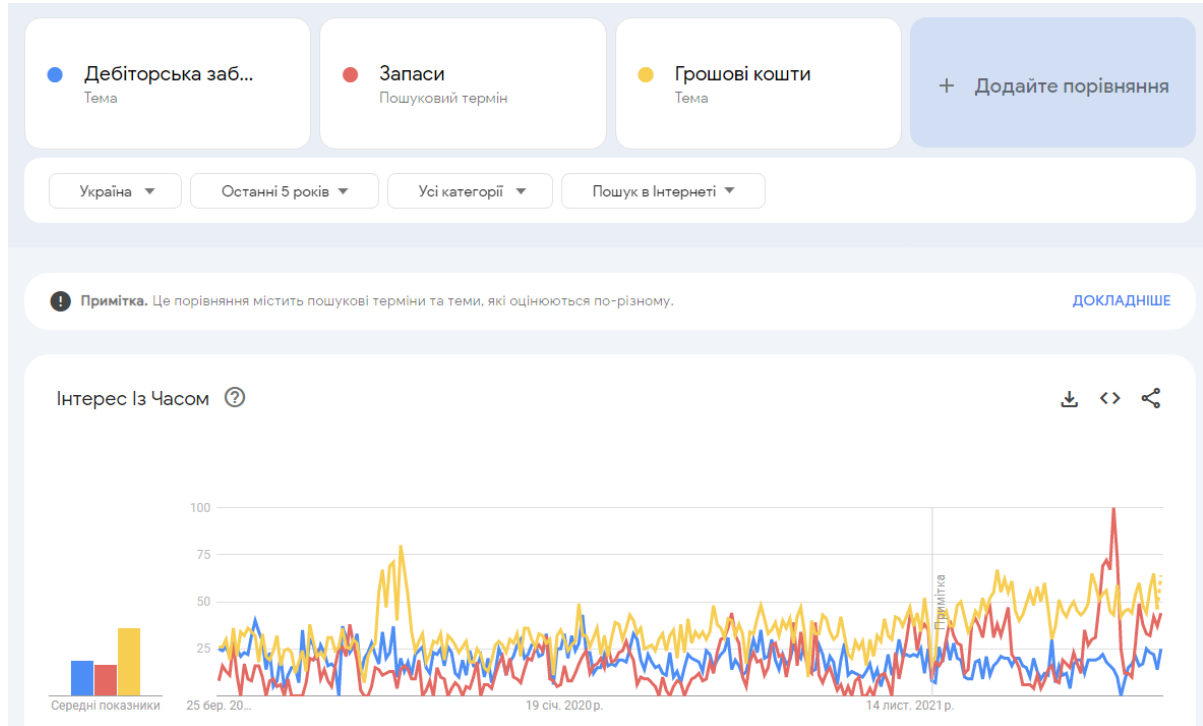 Дебіторська заб...
Тема
Запаси
Пошуковий термін
Грошові кошти
Тема
+ Додайте порівняння
Україна
Останні 5 років
Усі категорії
Пошук в Інтернеті
Примітка. Це порівняння містить пошукові терміни та теми, які оцінюються по-різному.
ДОКЛАДНІШЕ
Інтерес Із Часом
100
75
50
25
Примітка
Середні показники
25 бер. 20...
19 січ. 2020 р.
14 лист. 2021 р.